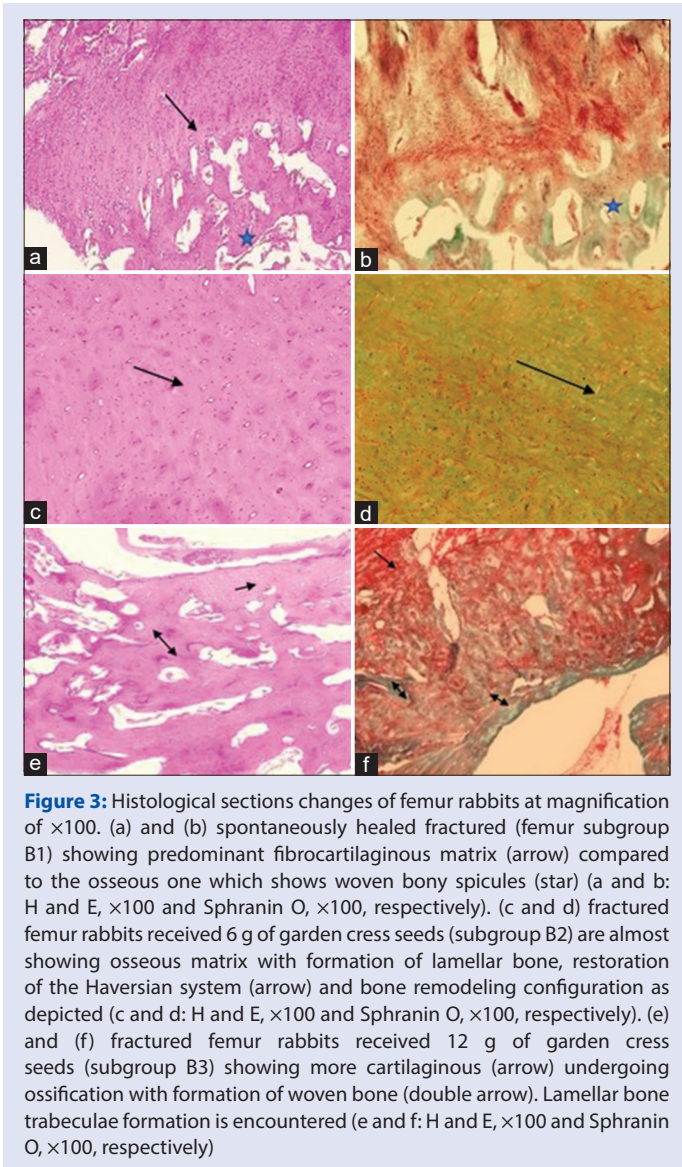 a
b
c
d
e
f
Figure 3: Histological sections changes of femur rabbits at magnification
of ×100. (a) and (b) spontaneously healed fractured (femur subgroup
B1) showing predominant fibrocartilaginous matrix (arrow) compared
to the osseous one which shows woven bony spicules (star) (a and b:
H and E, ×100 and Sphranin O, ×100, respectively). (c and d) fractured
femur rabbits received 6 g of garden cress seeds (subgroup B2) are almost
showing osseous matrix with formation of lamellar bone, restoration
of the Haversian system (arrow) and bone remodeling configuration as
depicted (c and d: H and E, ×100 and Sphranin O, ×100, respectively). (e)
and (f) fractured femur rabbits received 12 g of garden cress
seeds (subgroup B3) showing more cartilaginous (arrow) undergoing
ossification with formation of woven bone (double arrow). Lamellar bone
trabeculae formation is encountered (e and f: H and E, ×100 and Sphranin
O, ×100, respectively)